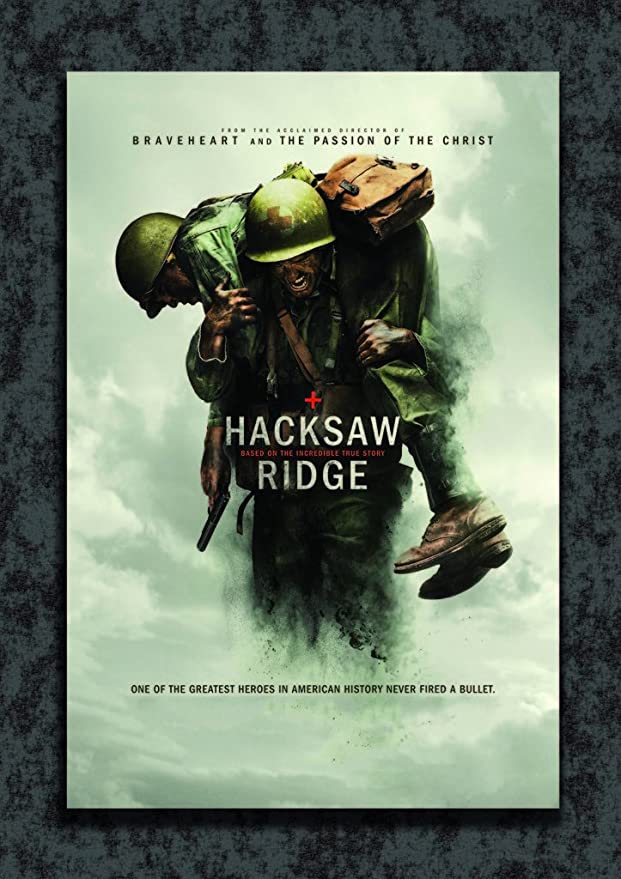 FROM THE ACCLAIMED DIRECTOR OF
BRAVEHEART AND THE PASSION OF THE CHRIST
HACKSAW
BASED ON THE INCREDIBLE TRUE STORY
RIDGE
ONE OF THE GREATEST HEROES IN AMERICAN HISTORY NEVER FIRED A BULLET.